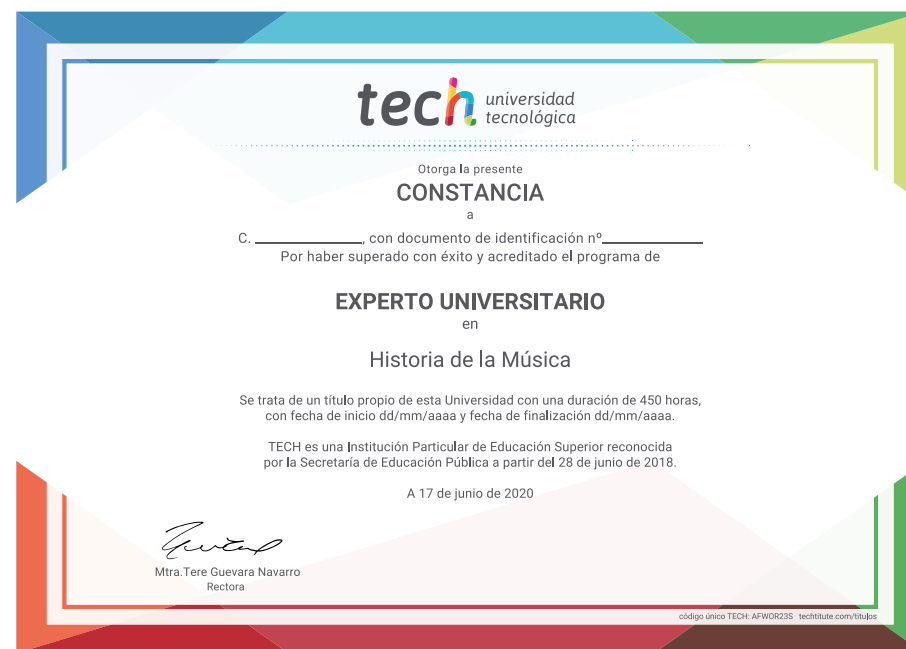 tech universidad
tecnológica
Otorga la presente
CONSTANCIA
a
C. ____________, con documento de identificación nº____________
Por haber superado con éxito y acreditado el programa de
EXPERTO UNIVERSITARIO
en
Historia de la Música
Se trata de un título propio de esta Universidad con una duración de 450 horas,
con fecha de inicio dd/mm/aaaa y fecha de finalización dd/mm/aaaa.
TECH es una Institución Particular de Educación Superior reconocida
por la Secretaría de Educación Pública a partir del 28 de junio de 2018.
A 17 de junio de 2020
Mtra.Tere Guevara Navarro
Rectora
código único TECH: AFWOR23S techtitute.com/titulos